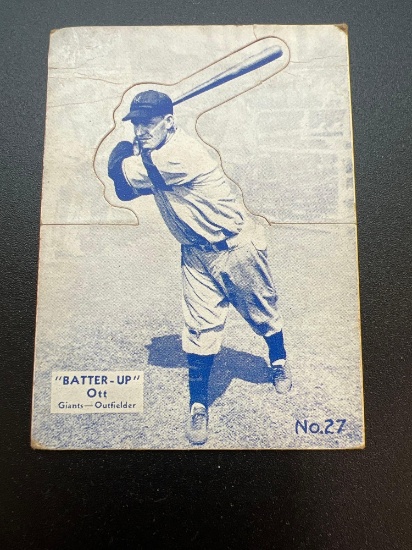 "BATTER-UP"
Ott
Giants—Outfielder
No.27